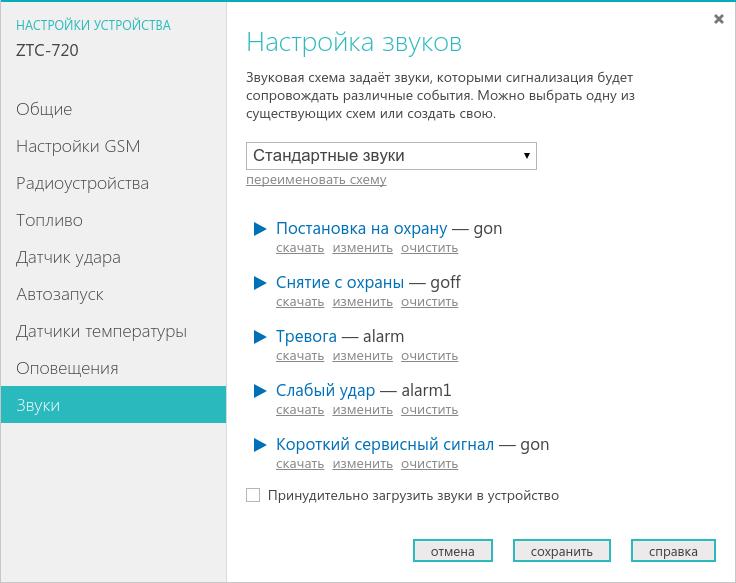 НАСТРОЙКИ УСТРОЙСТВА
ZTC-720
Общие
Настройки GSM
Радиоустройства
Топливо
Датчик удара
Автозапуск
Датчики температуры
Оповещения
Звуки
Настройка звуков
Звуковая схема задаёт звуки, которыми сигнализация будет
сопровождать различные события. Можно выбрать одну из
существующих схем или создать свою.
Стандартные звуки
переименовать схему
Постановка на охрану — gon
скачать изменить очистить
Снятие с охраны — goff
скачать изменить очистить
Тревога — alarm
скачать изменить очистить
Слабый удар — alarm1
скачать изменить очистить
Короткий сервисный сигнал — gon
скачать изменить очистить
Принудительно загрузить звуки в устройство
отмена сохранить справка